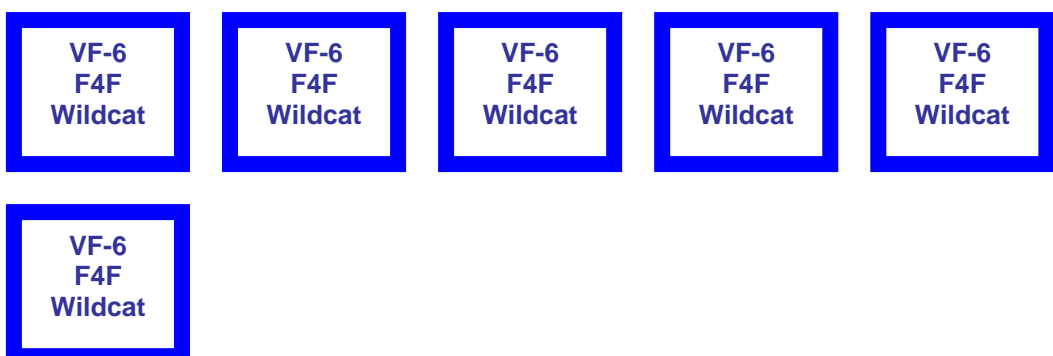 VF-6 VF-6 VF-6 VF-6 VF-6
F4F F4F F4F F4F F4F
Wildcat Wildcat Wildcat Wildcat Wildcat
VF-6
F4F
Wildcat